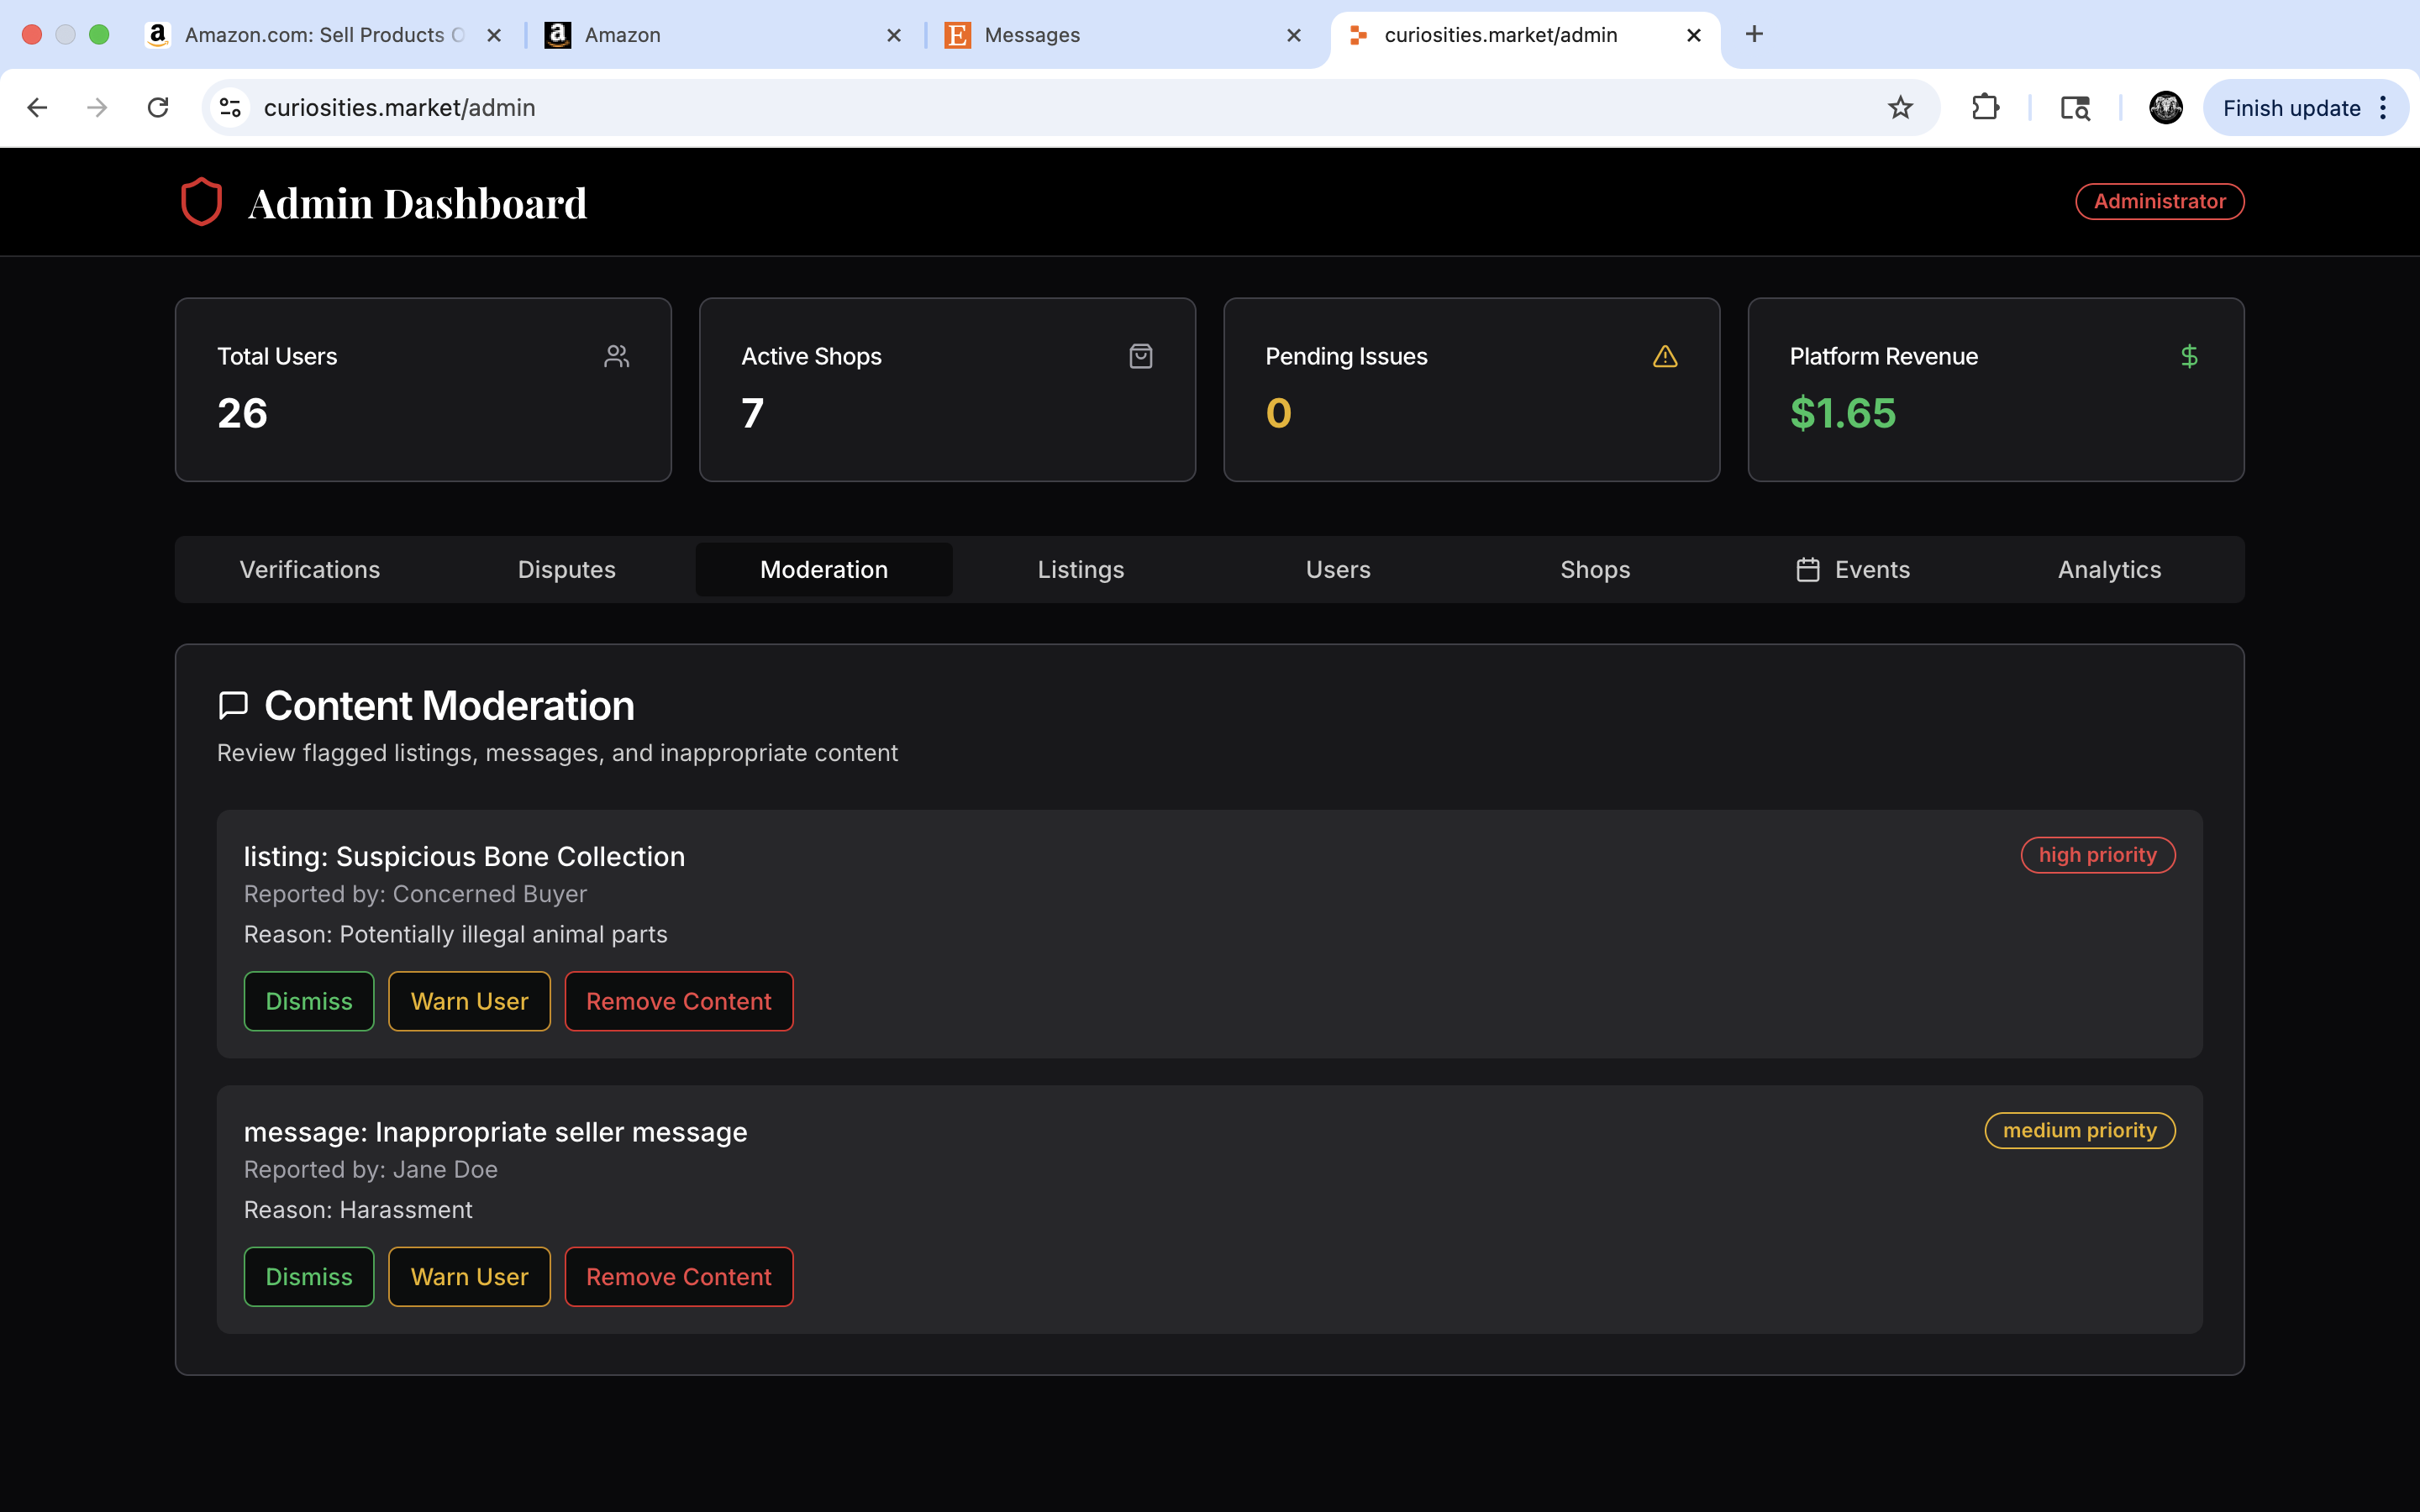 Amazon.com: Sell Products O
Amazon
Messages
curiosities.market/admin
curiosities.market/admin
Finish update
Admin Dashboard
Administrator
Total Users
26
Active Shops
7
Pending Issues
0
Platform Revenue
$1.65
Verifications
Disputes
Moderation
Listings
Users
Shops
Events
Analytics
Content Moderation
Review flagged listings, messages, and inappropriate content
listing: Suspicious Bone Collection
high priority
Reported by: Concerned Buyer
Reason: Potentially illegal animal parts
Dismiss
Warn User
Remove Content
message: Inappropriate seller message
medium priority
Reported by: Jane Doe
Reason: Harassment
Dismiss
Warn User
Remove Content